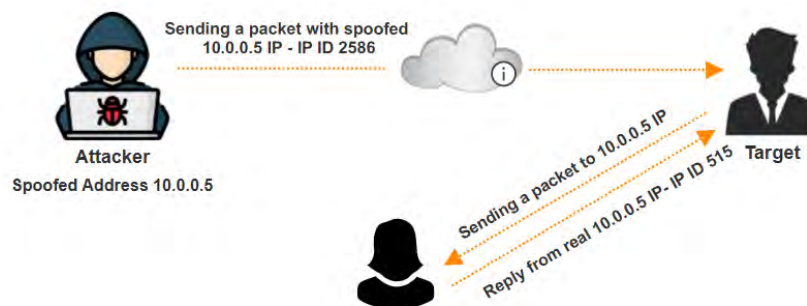 Sending a packet with spoofed
10.0.0.5 IP - IP ID 2586
i
Attacker
Spoofed Address 10.0.0.5
Target
Sending a packet to 10.0.0.5 IP
Reply from real 10.0.0.5 IP- IP ID 515